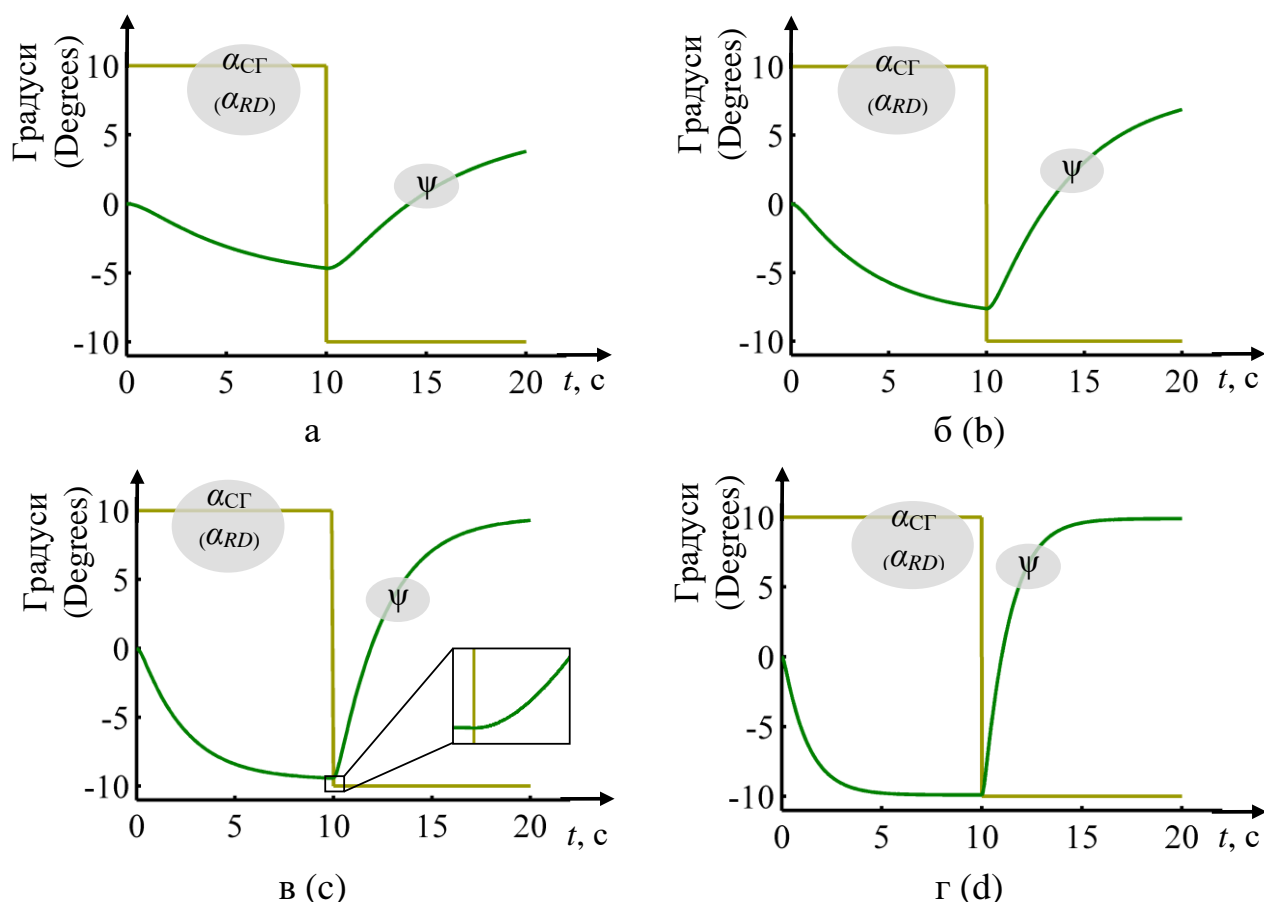 Градуси
(Degrees)
10
5
0
-5
-10
αСГ
(αRD)
ψ
0
5
10
15
20
t, с
а
Градуси
(Degrees)
10
5
0
-5
-10
αСГ
(αRD)
ψ
0
5
10
15
20
t, с
б (b)
Градуси
(Degrees)
10
5
0
-5
-10
αСГ
(αRD)
ψ
0
5
10
15
20
t, с
в (c)
Градуси
(Degrees)
10
5
0
-5
-10
αСГ
(αRD)
ψ
0
5
10
15
20
t, с
г (d)